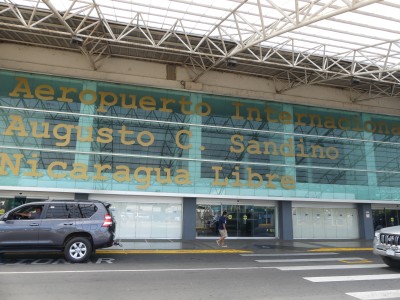 Aeropuerto Internacional
Augusto C. Sandino
Nicaragua Libre